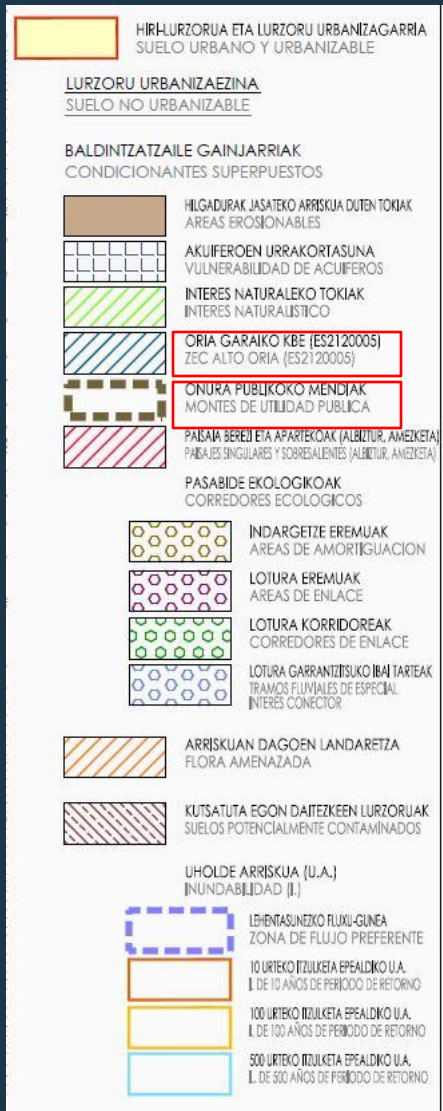 HIRI-LURZORUA ETA LURZORU URBANIZAGARRIA
SUELO URBANO Y URBANIZABLE
LURZORU URBANIZAEZINA
SUELO NO URBANIZABLE
BALDINTZATZAILE GAINJARRIAK
CONDICIONANTES SUPERPUESTOS
HILGADURAK JASATEKO ARRISKUA DUTEN TOKIAK
AREAS EROSIONABLES
AKUIFEROEN URRAKORTASUNA
VULNERABILIDAD DE ACUIFEROS
INTERES NATURALEKO TOKIAK
INTERES NATURALISTICO
ORIA GARAIKO KBE (ES2120005)
ZEC ALTO ORIA (ES2120005)
ONURA PUBLIKOKO MENDIAK
MONTES DE UTILIDAD PUBLICA
PAISAIA BEREZI ETA APARTEKOAK (ALBIZTUR, AMEZKETA)
PAISAJES SINGULARES Y SOBRESALIENTES (ALBIZTUR, AMEZKETA)
PASABIDE EKOLOGIKOAK
CORREDORES ECOLOGICOS
INDARGETZE EREMUAK
AREAS DE AMORTIGUACION
LOTURA EREMUAK
AREAS DE ENLACE
LOTURA KORRIDOREAK
CORREDORES DE ENLACE
LOTURA GARRANTZITSUKO IBAI TARTEAK
TRAMOS FLUVIALES DE ESPECIAL
INTERÉS CONECTOR
ARRISKUAN DAGOEN LANDARETZA
FLORA AMENAZADA
KUTSATUTA EGON DAITEZKEEN LURZORUAK
SUELOS POTENCIALMENTE CONTAMINADOS
UHOLDE ARRISKUA (U.A.)
INUNDABILIDAD (I.)
LEHENTASUNEZKO FLUXU-GUNEA
ZONA DE FLUJO PREFERENTE
10 URTEKO ITZULKETA EPEALDIKO U.A.
I. DE 10 AÑOS DE PERIODO DE RETORNO
100 URTEKO ITZULKETA EPEALDIKO U.A.
I. DE 100 AÑOS DE PERIODO DE RETORNO
500 URTEKO ITZULKETA EPEALDIKO U.A.
I. DE 500 AÑOS DE PERIODO DE RETORNO